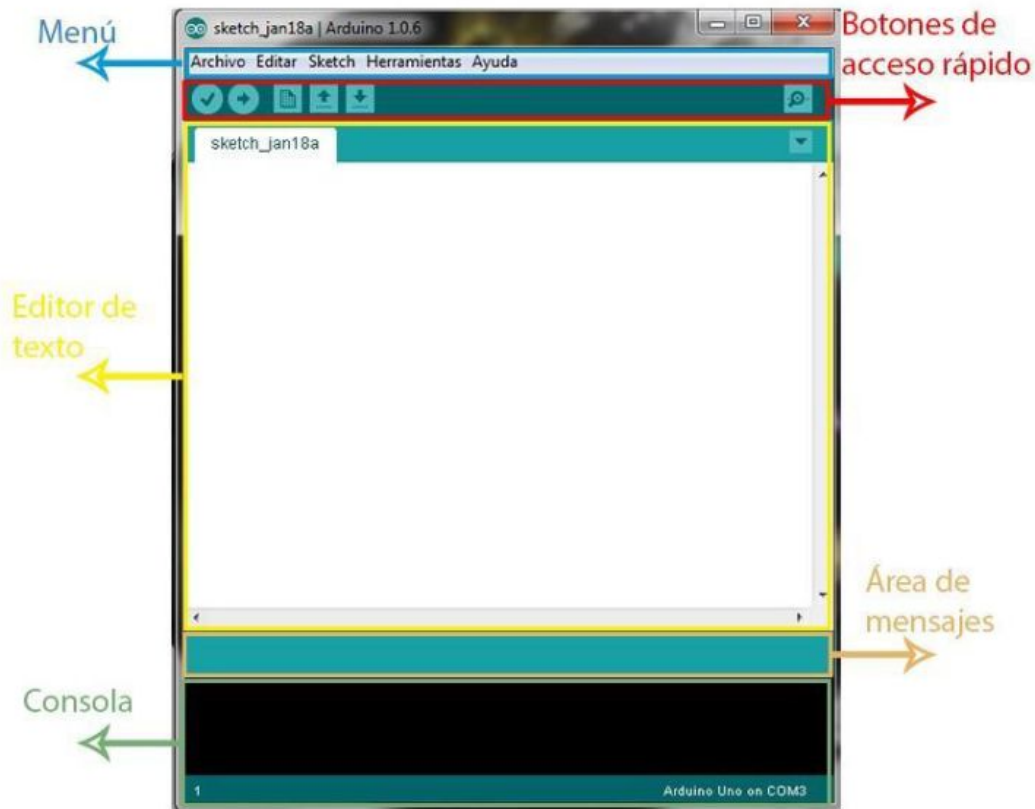 Menú
sketch_jan18a | Arduino 1.0.6
Botones de
acceso rápido
Archivo Editar Sketch Herramientas Ayuda
sketch_jan18a
Editor de
texto
Área de
mensajes
Consola
1
Arduino Uno on COM3